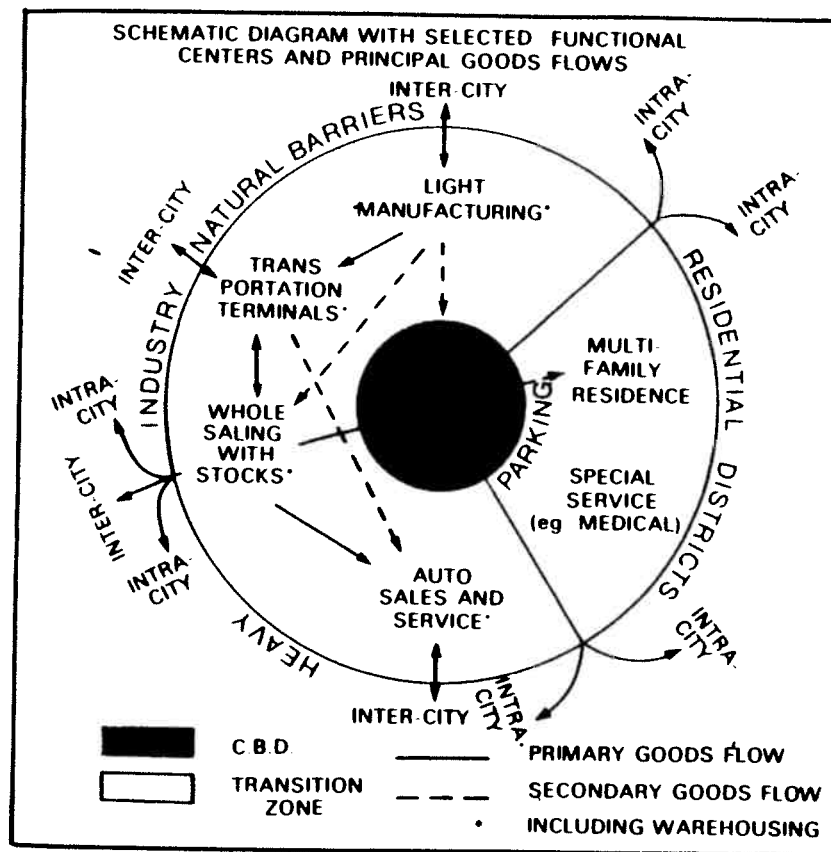 SCHEMATIC DIAGRAM WITH SELECTED FUNCTIONAL
CENTERS AND PRINCIPAL GOODS FLOWS
INTER-CITY
INTRA-
CITY
INTRA-
CITY
NATURAL BARRIERS
LIGHT
MANUFACTURING•
INTER-CITY
TRANS
PORTATION
TERMINALS•
RESIDENTIAL DISTRICTS
MULTI-
FAMILY
RESIDENCE
PARKING
HEAVY INDUSTRY
INTRA-
CITY
WHOLE
SALING
WITH
STOCKS•
INTER-CITY
INTRA-
CITY
SPECIAL
SERVICE
(eg MEDICAL)
AUTO
SALES AND
SERVICE•
INTER-CITY
INTRA-
CITY
INTRA-
CITY
C.B.D.
PRIMARY GOODS FLOW
TRANSITION
ZONE
SECONDARY GOODS FLOW
• INCLUDING WAREHOUSING